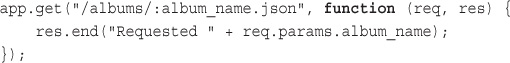 app.get("/albums/:album_name.json", function (req, res) {
    res.end("Requested " + req.params.album_name);
});